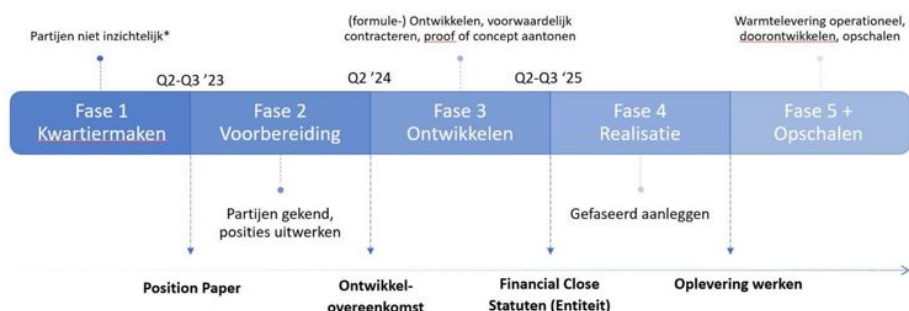 Partijen niet inzichtelijk*
(formule-) Ontwikkelen, voorwaardelijk
contracteren, proof of concept aantonen
Warmtelevering operationeel,
doorontwikkelen, opschalen
Q2-Q3 '23
Q2 '24
Q2-Q3 '25
Fase 1
Kwartiermaken
Fase 2
Voorbereiding
Fase 3
Ontwikkelen
Fase 4
Realisatie
Fase 5 +
Opschalen
Partijen gekend,
posities uitwerken
Gefaseerd aanleggen
Position Paper
Ontwikkel-
overeenkomst
Financial Close
Statuten (Entiteit)
Oplevering werken